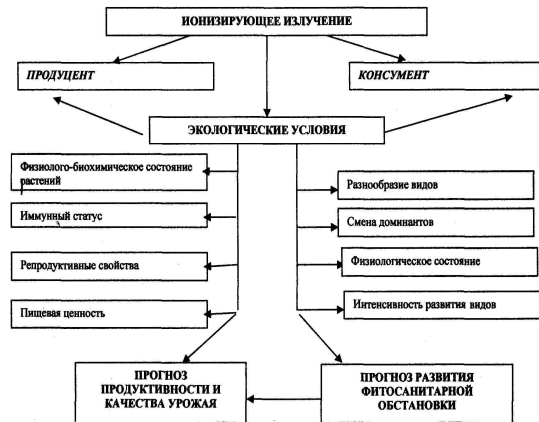 ИОНИЗИРУЮЩЕЕ ИЗЛУЧЕНИЕ
ПРОДУЦЕНТ
КОНСУМЕНТ
ЭКОЛОГИЧЕСКИЕ УСЛОВИЯ
Физиолого-биохимическое состояние
растений
Иммунный статус
Репродуктивные свойства
Пищевая ценность
Разнообразие видов
Смена доминантов
Физиологическое состояние
Интенсивность развития видов
ПРОГНОЗ
ПРОДУКТИВНОСТИ И
КАЧЕСТВА УРОЖАЯ
ПРОГНОЗ РАЗВИТИЯ
ФИТОСАНИТАРНОЙ
ОБСТАНОВКИ